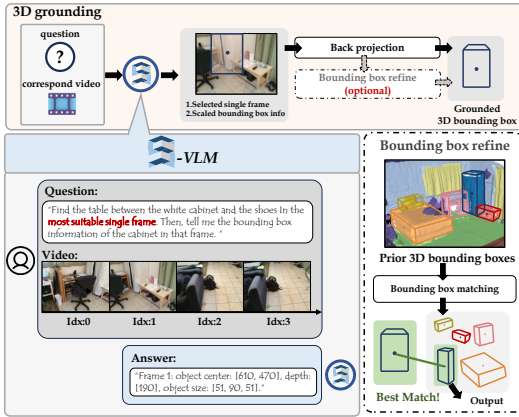 3D grounding
question
?
correspond video
1.Selected single frame
2.Scaled bounding box info
Back projection
Bounding box refine
(optional)
Grounded
3D bounding box
-VLM
Question:
"Find the table between the white cabinet and the shoes in the
most suitable single frame. Then, tell me the bounding box
information of the cabinet in that frame. "
Video:
Idx:0
Idx:1
Idx:2
Idx:3
Answer:
"Frame 1: object center: [610, 470], depth:
[190], object size: [51, 90, 51]."
Bounding box refine
Prior 3D bounding boxes
Bounding box matching
Best Match!
Output